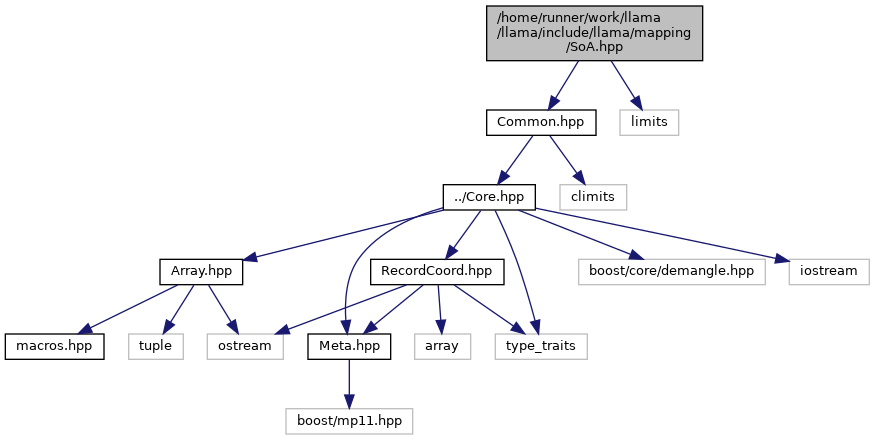 /home/runner/work/llama
/llama/include/llama/mapping
/SoA.hpp
Common.hpp
limits
../Core.hpp
climits
Array.hpp
RecordCoord.hpp
boost/core/demangle.hpp
iostream
macros.hpp
tuple
ostream
Meta.hpp
array
type_traits
boost/mp11.hpp